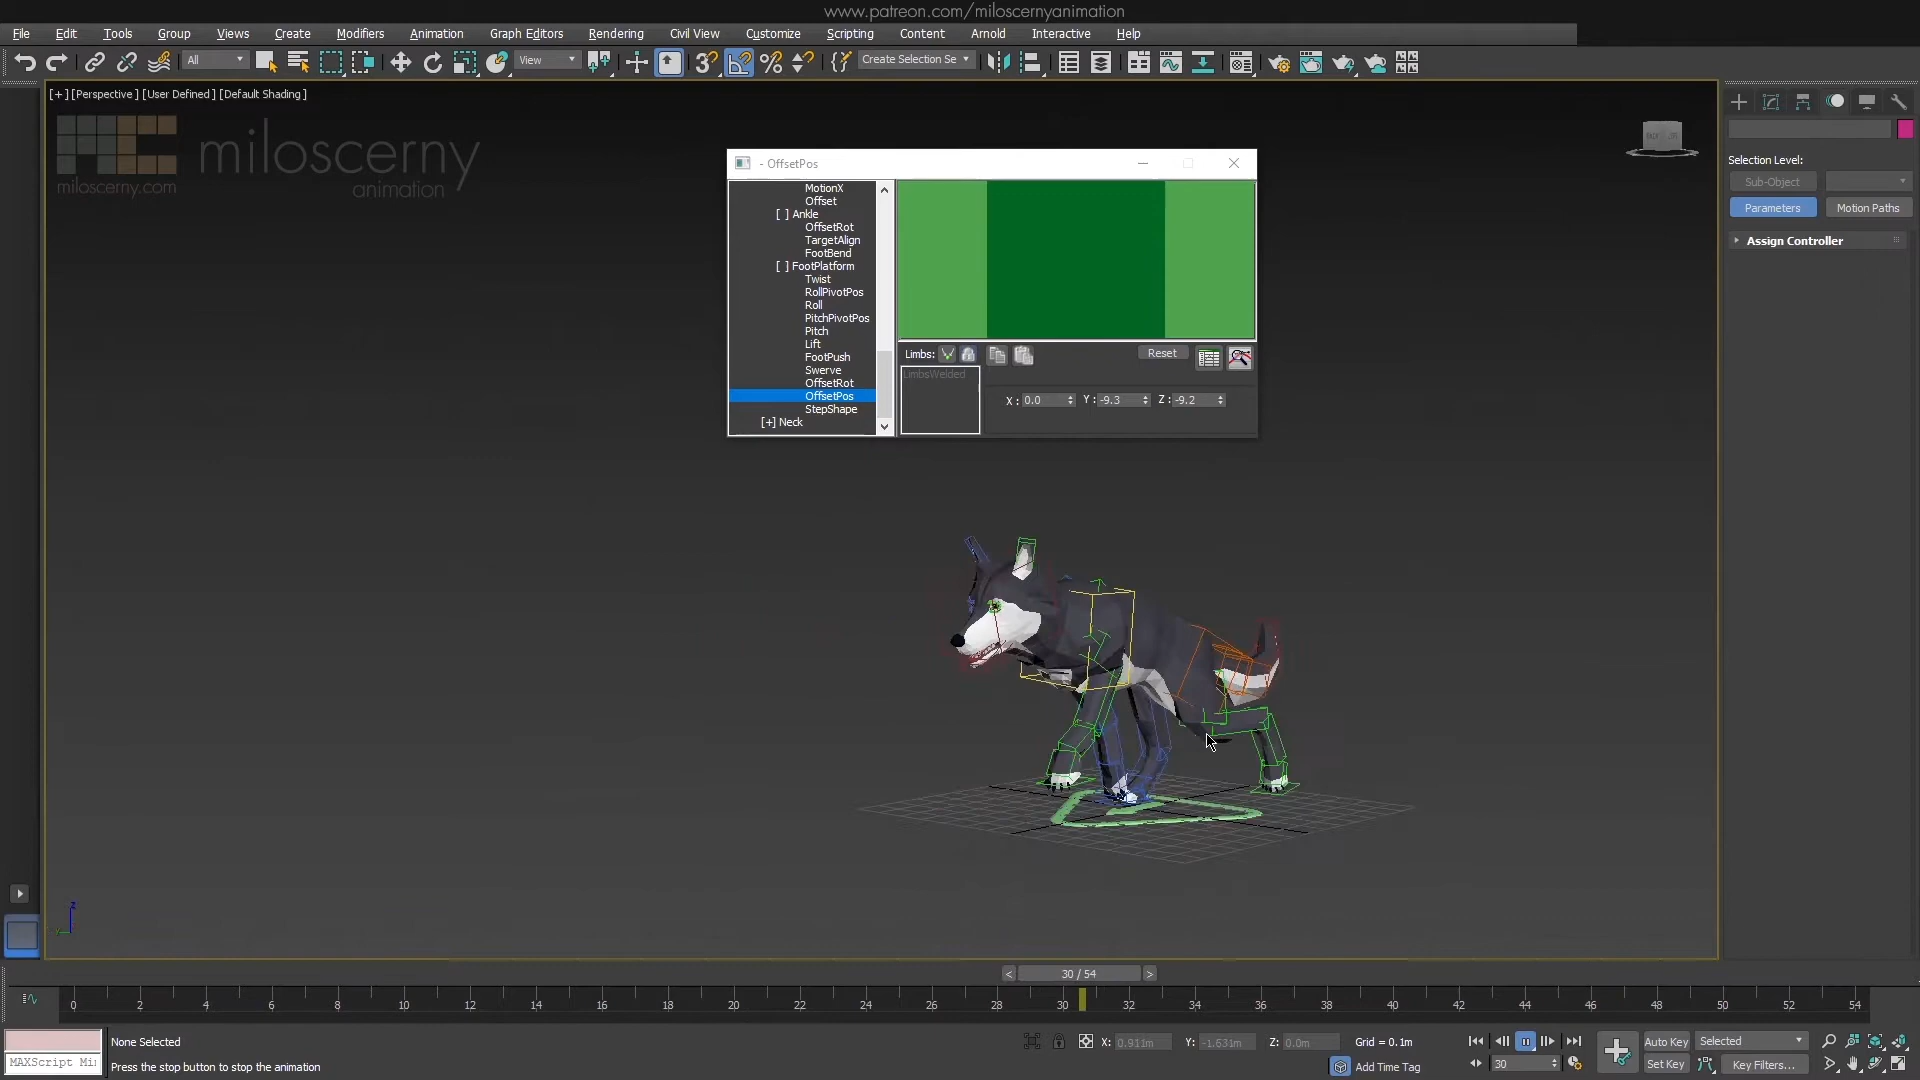 www.patreon.com/miloscernyanimation
File Edit Tools Group Views Create Modifiers Animation Graph Editors Rendering Civil View Customize Scripting Content Arnold Interactive Help
All View Create Selection Se
[+] [Perspective ] [User Defined ] [Default Shading ]
miloscerny
animation
miloscerny.com
- OffsetPos
MotionX
Offset
[ ] Ankle
OffsetRot
TargetAlign
FootBend
[ ] FootPlatform
Twist
RollPivotPos
Roll
PitchPivotPos
Pitch
Lift
FootPush
Swerve
OffsetRot
OffsetPos
StepShape
[+] Neck
Limbs: Reset
LimbsWelded
X: 0.0 Y: -9.3 Z: -9.2
Selection Level:
Sub-Object
Parameters Motion Paths
Assign Controller
z
< 30 / 54 >
0 2 4 6 8 10 12 14 16 18 20 22 24 26 28 30 32 34 36 38 40 42 44 46 48 50 52 54
None Selected X: 0.911m Y: -1.631m Z: 0.0m Grid = 0.1m Auto Key Selected
MAXScript Mi Press the stop button to stop the animation Add Time Tag 30 Set Key Key Filters...